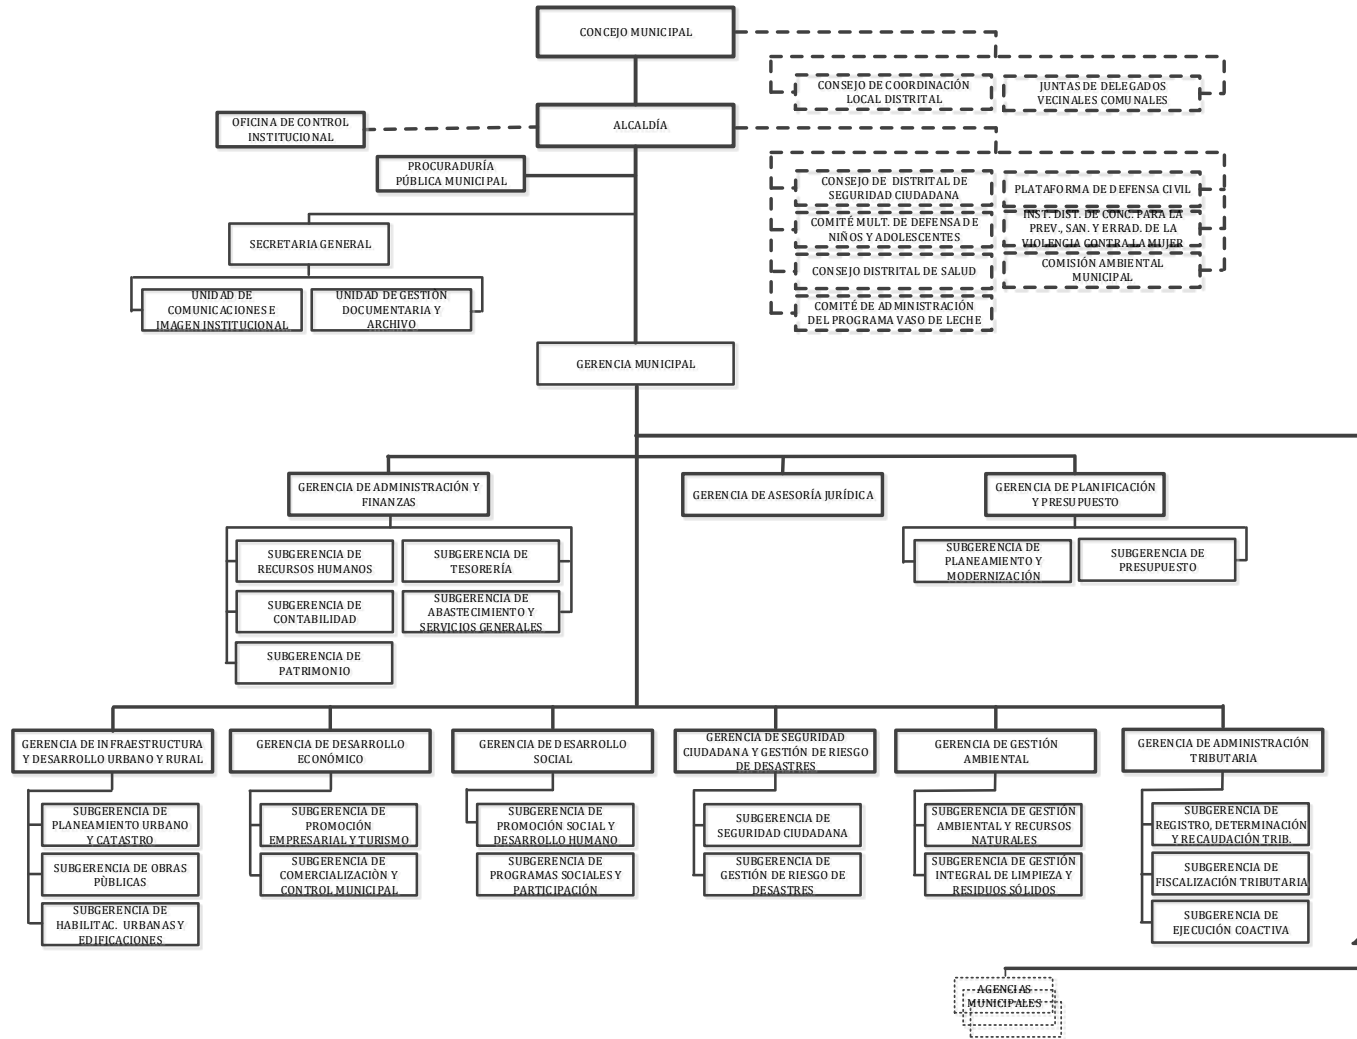 CONCEJO MUNICIPAL
CONSEJO DE COORDINACIÓN
LOCAL DISTRITAL
JUNTAS DE DELEGADOS
VECINALES COMUNALES
OFICINA DE CONTROL
INSTITUCIONAL
ALCALDÍA
PROCURADURÍA
PÚBLICA MUNICIPAL
CONSEJO DE DISTRITAL DE
SEGURIDAD CIUDADANA
PLATAFORMA DE DEFENSA CIVIL
COMITÉ MULT. DE DEFENSA DE
NIÑOS Y ADOLESCENTES
INST. DIST. DE CONC. PARA LA
PREV., SAN. Y ERRAD. DE LA
VIOLENCIA CONTRA LA MUJER
CONSEJO DISTRITAL DE SALUD
COMISIÓN AMBIENTAL
MUNICIPAL
COMITÉ DE ADMINISTRACIÓN
DEL PROGRAMA VASO DE LECHE
SECRETARIA GENERAL
UNIDAD DE
COMUNICACIONES E
IMAGEN INSTITUCIONAL
UNIDAD DE GESTIÓN
DOCUMENTARIA Y
ARCHIVO
GERENCIA MUNICIPAL
GERENCIA DE ADMINISTRACIÓN Y
FINANZAS
GERENCIA DE ASESORÍA JURÍDICA
GERENCIA DE PLANIFICACIÓN
Y PRESUPUESTO
SUBGERENCIA DE
RECURSOS HUMANOS
SUBGERENCIA DE
TESORERÍA
SUBGERENCIA DE
PLANEAMIENTO Y
MODERNIZACIÓN
SUBGERENCIA DE
PRESUPUESTO
SUBGERENCIA DE
CONTABILIDAD
SUBGERENCIA DE
ABASTECIMIENTO Y
SERVICIOS GENERALES
SUBGERENCIA DE
PATRIMONIO
GERENCIA DE INFRAESTRUCTURA
Y DESARROLLO URBANO Y RURAL
GERENCIA DE DESARROLLO
ECONÓMICO
GERENCIA DE DESARROLLO
SOCIAL
GERENCIA DE SEGURIDAD
CIUDADANA Y GESTIÓN DE RIESGO
DE DESASTRES
GERENCIA DE GESTIÓN
AMBIENTAL
GERENCIA DE ADMINISTRACIÓN
TRIBUTARIA
SUBGERENCIA DE
PLANEAMIENTO URBANO
Y CATASTRO
SUBGERENCIA DE
PROMOCIÓN
EMPRESARIAL Y TURISMO
SUBGERENCIA DE
PROMOCIÓN SOCIAL Y
DESARROLLO HUMANO
SUBGERENCIA DE
SEGURIDAD CIUDADANA
SUBGERENCIA DE GESTIÓN
AMBIENTAL Y RECURSOS
NATURALES
SUBGERENCIA DE
REGISTRO, DETERMINACIÓN
Y RECAUDACIÓN TRIB.
SUBGERENCIA DE OBRAS
PÙBLICAS
SUBGERENCIA DE
COMERCIALIZACIÒN Y
CONTROL MUNICIPAL
SUBGERENCIA DE
PROGRAMAS SOCIALES Y
PARTICIPACIÓN
SUBGERENCIA DE
GESTIÓN DE RIESGO DE
DESASTRES
SUBGERENCIA DE GESTIÓN
INTEGRAL DE LIMPIEZA Y
RESIDUOS SÓLIDOS
SUBGERENCIA DE
FISCALIZACIÓN TRIBUTARIA
SUBGERENCIA DE
HABILITAC. URBANAS Y
EDIFICACIONES
SUBGERENCIA DE
EJECUCIÓN COACTIVA
AGENCIAS
MUNICIPALES